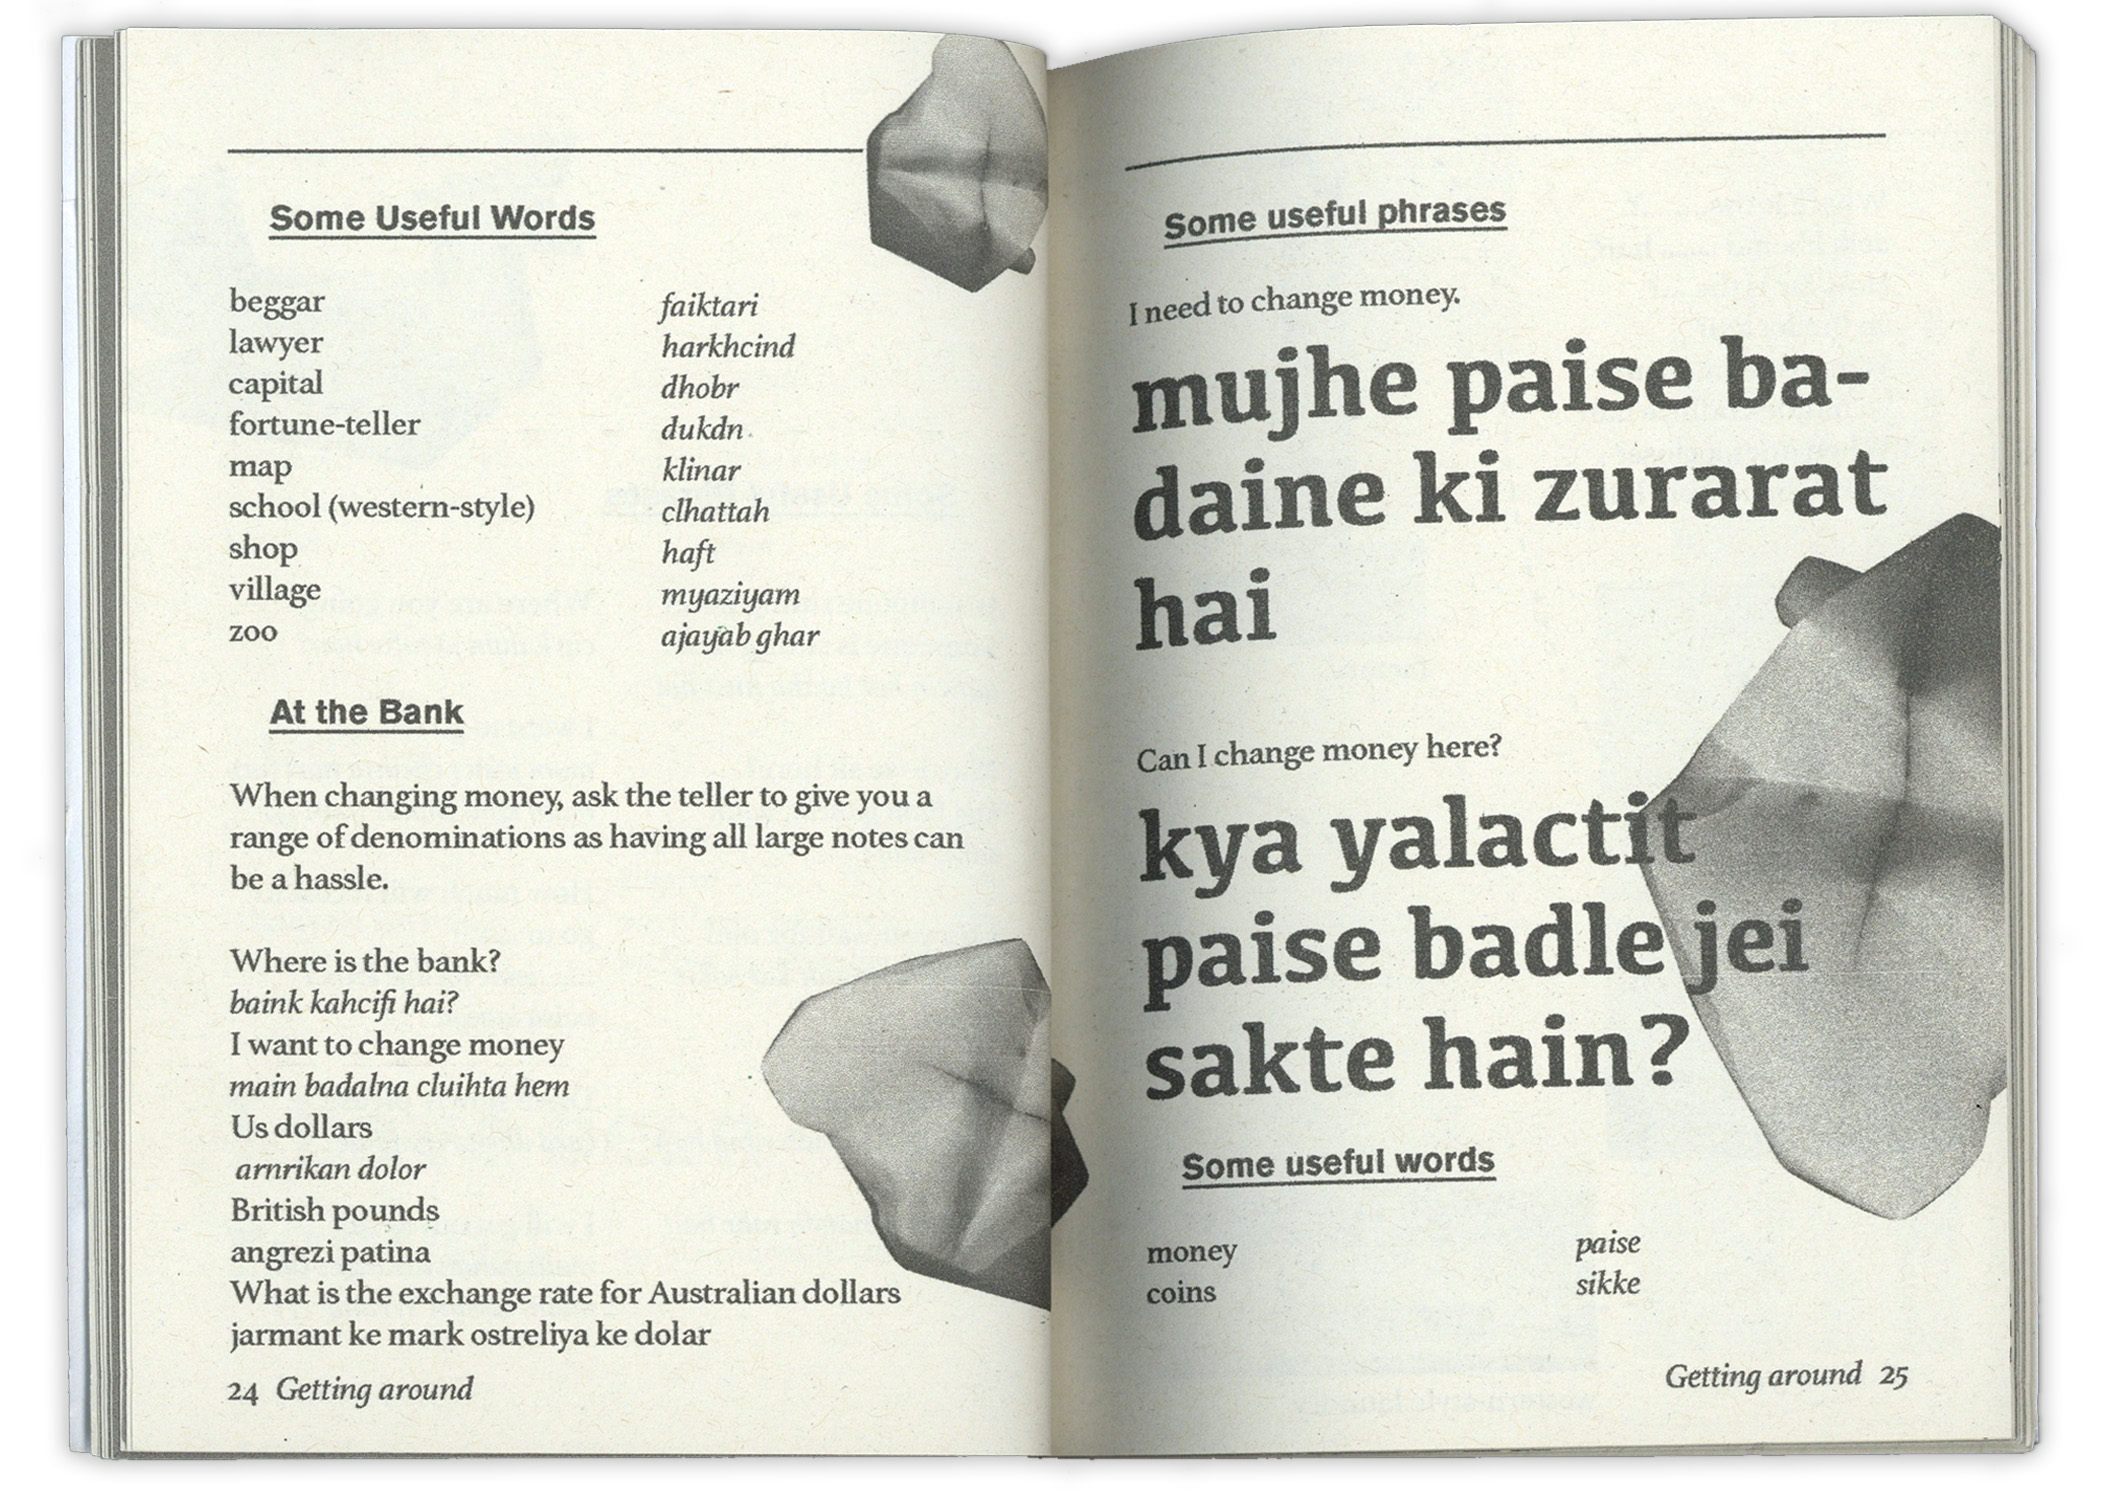 Some Useful Words
beggar faiktari
lawyer harkhcind
capital dhobr
fortune-teller dukdn
map klinar
school (western-style) clhattah
shop haft
village myaziyam
zoo ajayab ghar
At the Bank
When changing money, ask the teller to give you a
range of denominations as having all large notes can
be a hassle.
Where is the bank?
baink kahcifi hai?
I want to change money
main badalna cluihta hem
Us dollars
arnrikan dolor
British pounds
angrezi patina
What is the exchange rate for Australian dollars
jarmant ke mark ostreliya ke dolar
24 Getting around
Some useful phrases
I need to change money.
mujhe paise ba-
daine ki zurarat
hai
Can I change money here?
kya yalactit
paise badle jei
sakte hain?
Some useful words
money paise
coins sikke
Getting around 25